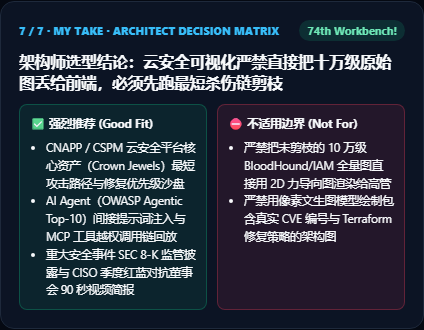 7 / 7 · MY TAKE · ARCHITECT DECISION MATRIX
74th Workbench!
架构师选型结论：云安全可视化严禁直接把十万级原始
图丢给前端，必须先跑最短杀伤链剪枝
✅ 强烈推荐 (Good Fit)
• CNAPP / CSPM 云安全平台核
心资产（Crown Jewels）最短
攻击路径与修复优先级沙盘
• AI Agent（OWASP Agentic
Top-10）间接提示词注入与
MCP 工具越权调用链回放
• 重大安全事件 SEC 8-K 监管披
露与 CISO 季度红蓝对抗董事
会 90 秒视频简报
⛔ 不适用边界 (Not For)
• 严禁把未剪枝的 10 万级
BloodHound/IAM 全量图直
接用 2D 力导向图渲染给高管
• 严禁用像素文生图模型绘制包
含真实 CVE 编号与 Terraform
修复策略的架构图